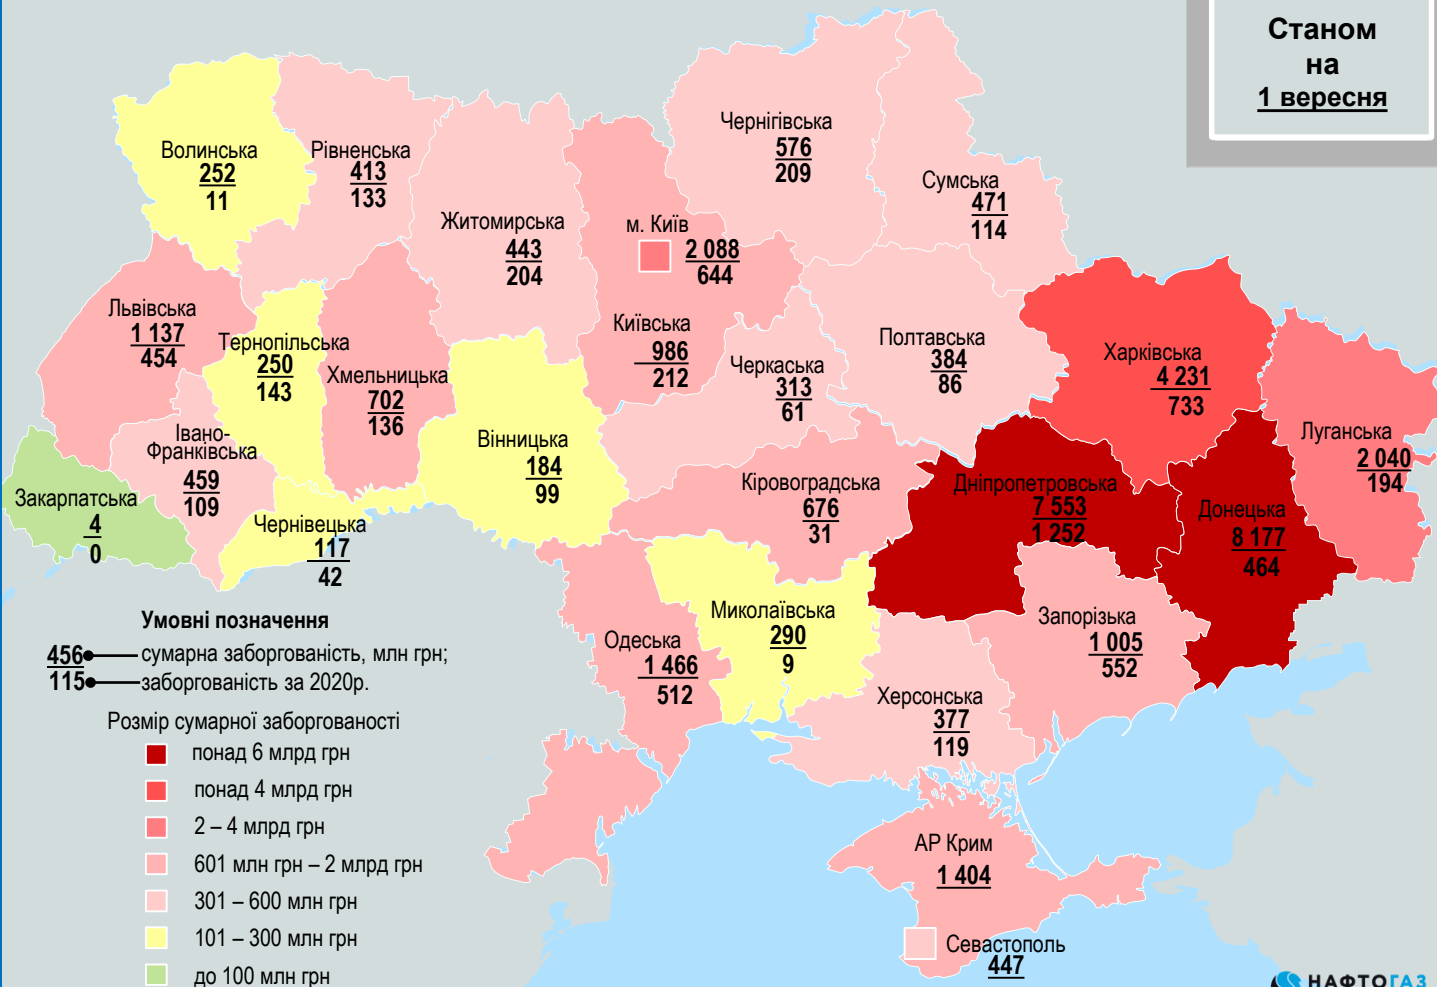 Станом
на
1 вересня
Волинська
252
11
Рівненська
413
133
Житомирська
443
204
м. Київ
2 088
644
Чернігівська
576
209
Сумська
471
114
Львівська
1 137
454
Тернопільська
250
143
Хмельницька
702
136
Київська
986
212
Черкаська
313
61
Полтавська
384
86
Харківська
4 231
733
Луганська
2 040
194
Івано-
Франківська
459
109
Закарпатська
4
0
Чернівецька
117
42
Вінницька
184
99
Кіровоградська
676
31
Дніпропетровська
7 553
1 252
Донецька
8 177
464
Одеська
1 466
512
Миколаївська
290
9
Запорізька
1 005
552
Херсонська
377
119
АР Крим
1 404
Севастополь
447
Умовні позначення
456 сумарна заборгованість, млн грн;
115 заборгованість за 2020р.
Розмір сумарної заборгованості
понад 6 млрд грн
понад 4 млрд грн
2 – 4 млрд грн
601 млн грн – 2 млрд грн
301 – 600 млн грн
101 – 300 млн грн
до 100 млн грн
НАФТОГАЗ